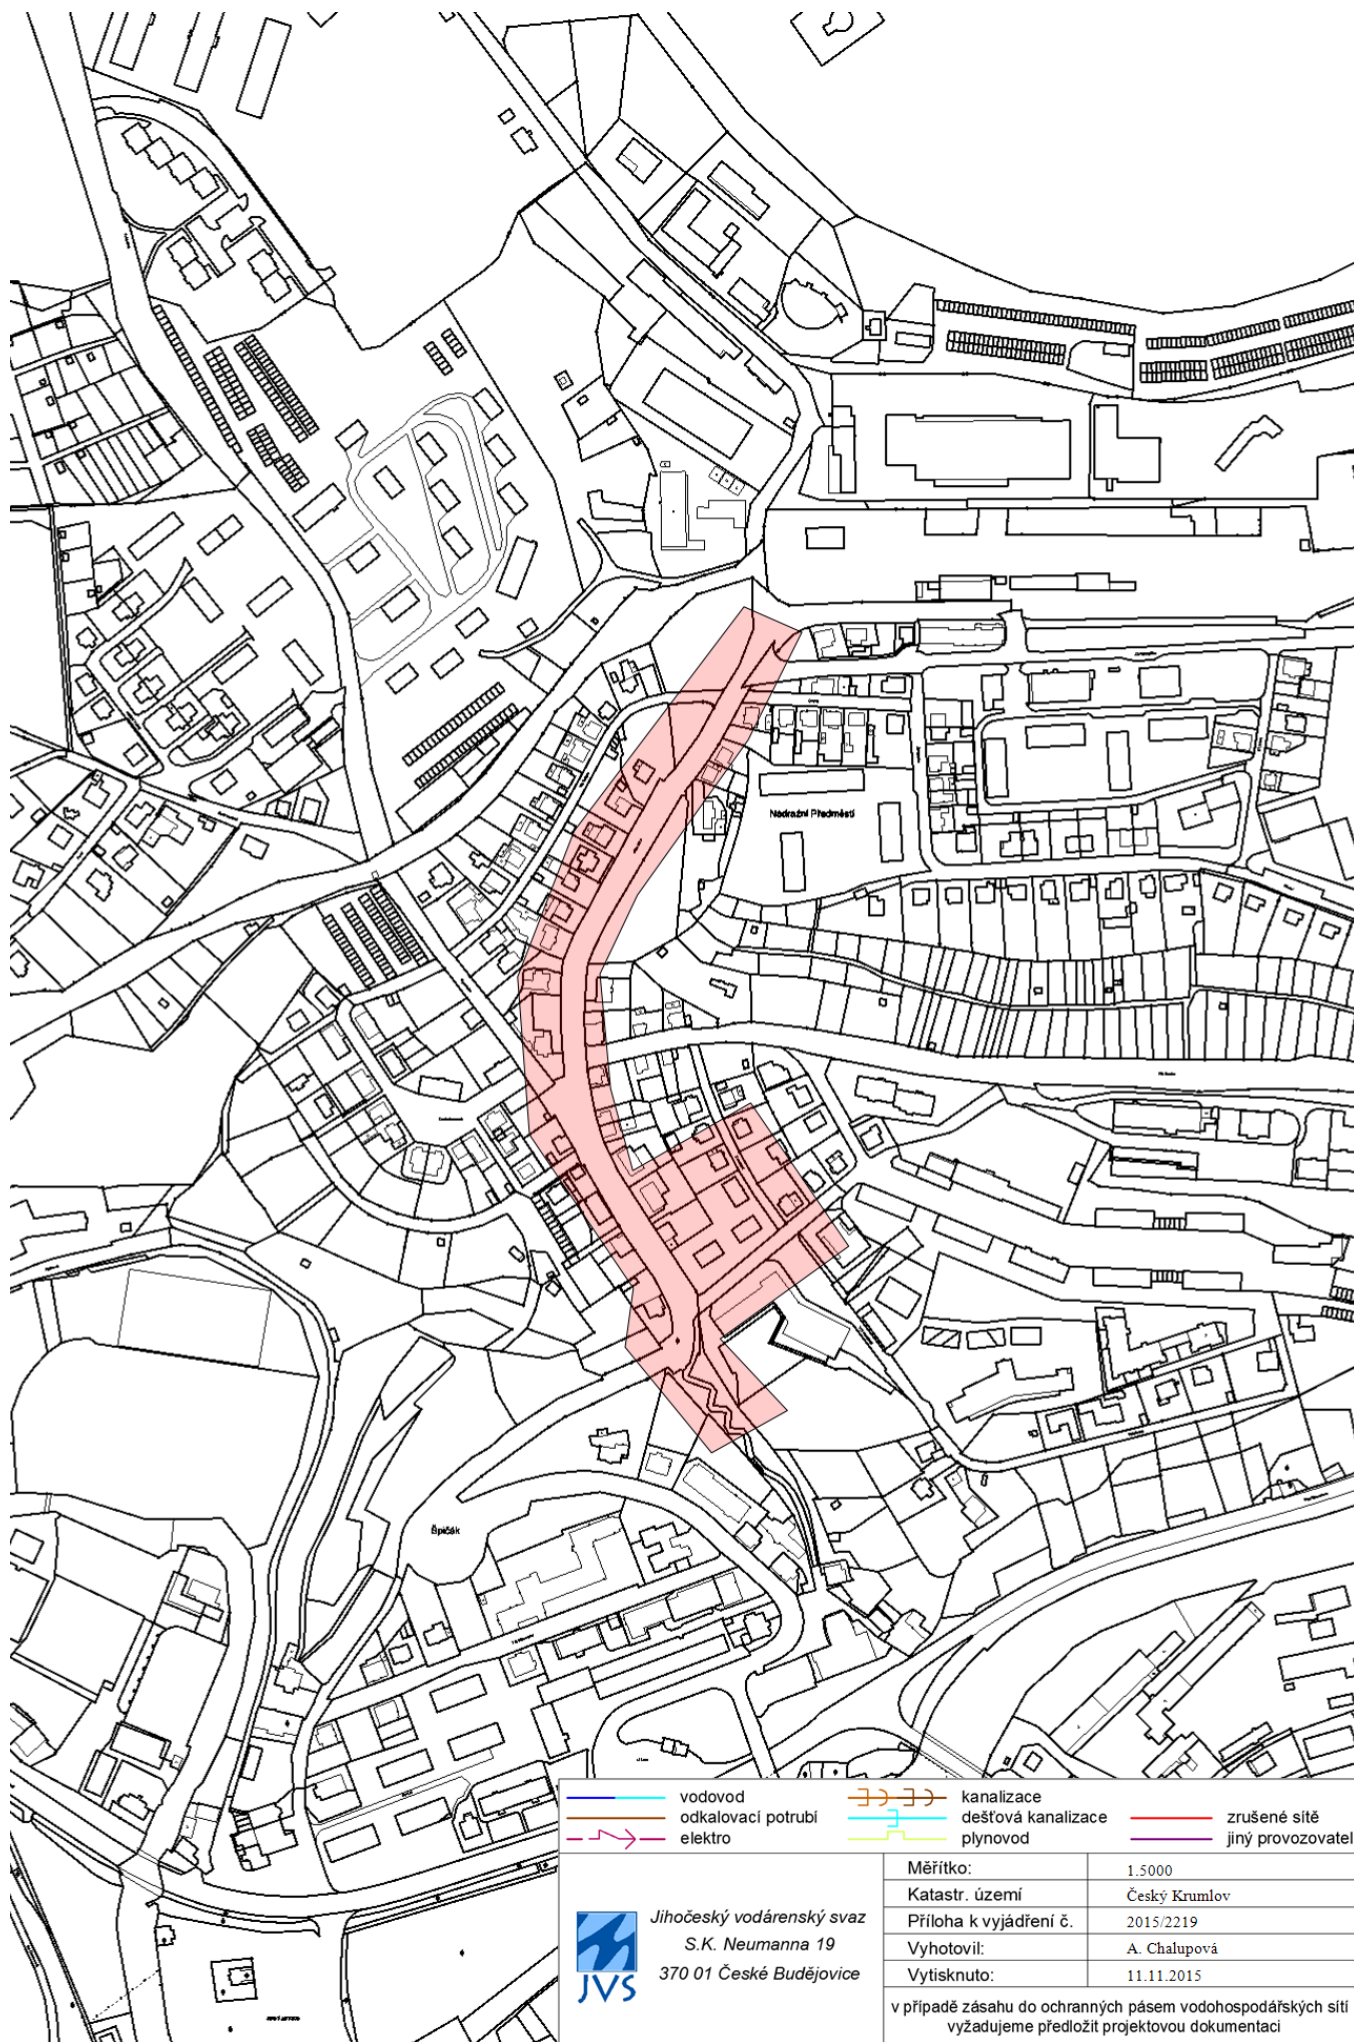 Nádražní Předměstí
Špičák
vodovod
odkalovací potrubí
elektro
kanalizace
dešťová kanalizace
plynovod
zrušené sítě
jiný provozovatel
JVS
Jihočeský vodárenský svaz
S.K. Neumanna 19
370 01 České Budějovice
Měřítko: 1.5000
Katastr. území Český Krumlov
Příloha k vyjádření č. 2015/2219
Vyhotovil: A. Chalupová
Vytisknuto: 11.11.2015
v případě zásahu do ochranných pásem vodohospodářských sítí
vyžadujeme předložit projektovou dokumentaci